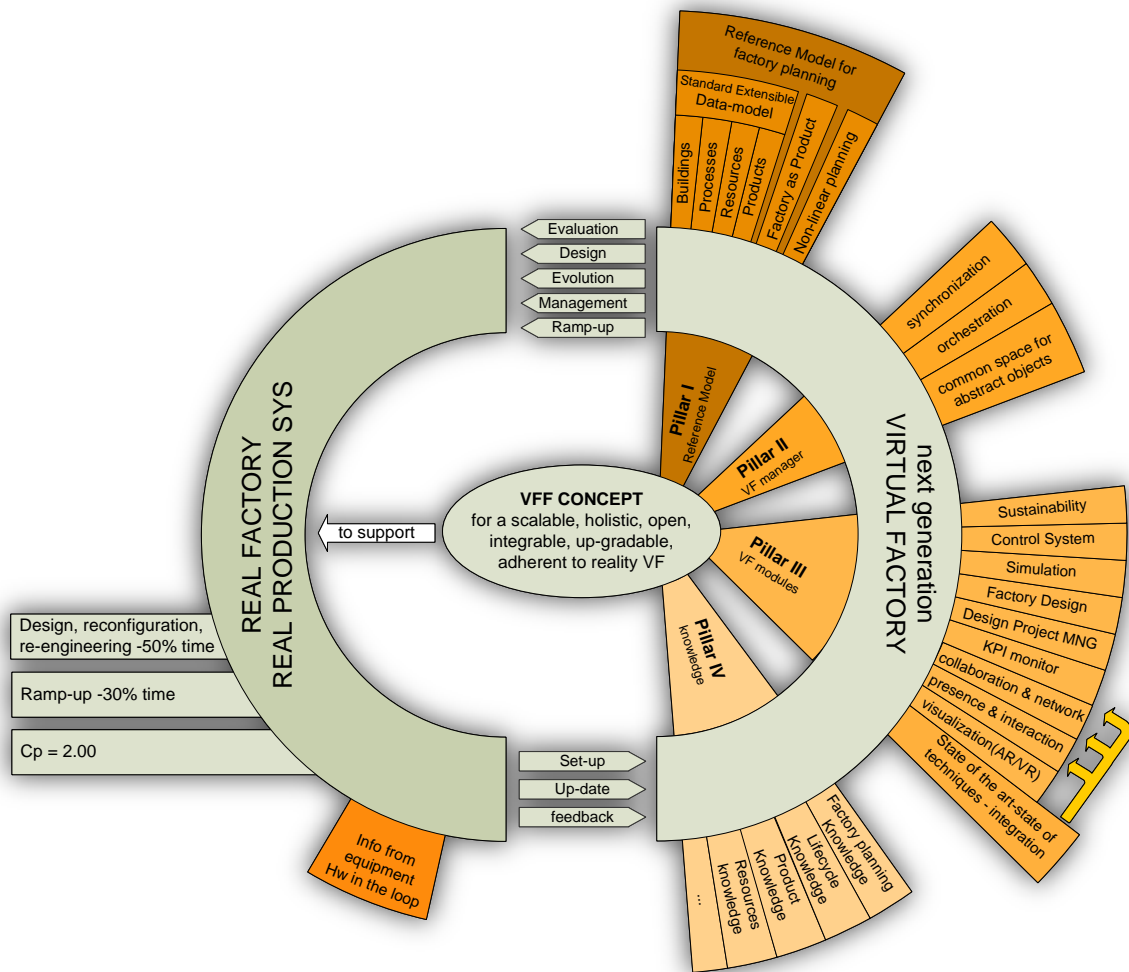 Reference Model for
factory planning
Standard Extensible
Data-model
Buildings
Processes
Resources
Products
Factory as Product
Non-linear planning
Evaluation
Design
Evolution
Management
Ramp-up
synchronization
orchestration
common space for
abstract objects
Pillar I
Reference Model
Pillar II
VF manager
Pillar III
VF modules
Pillar IV
knowledge
REAL FACTORY
REAL PRODUCTION SYS
to support
VFF CONCEPT
for a scalable, holistic, open,
integrable, up-gradable,
adherent to reality VF
next generation
VIRTUAL FACTORY
Sustainability
Control System
Simulation
Factory Design
Design Project MNG
KPI monitor
collaboration & network
presence & interaction
visualization(AR/VR)
State of the art-state of
techniques - integration
Design, reconfiguration,
re-engineering -50% time
Ramp-up -30% time
Cp = 2.00
Set-up
Up-date
feedback
Info from
equipment
Hw in the loop
Factory planning
Knowledge
Lifecycle
Knowledge
Product
Knowledge
Resources
knowledge
...